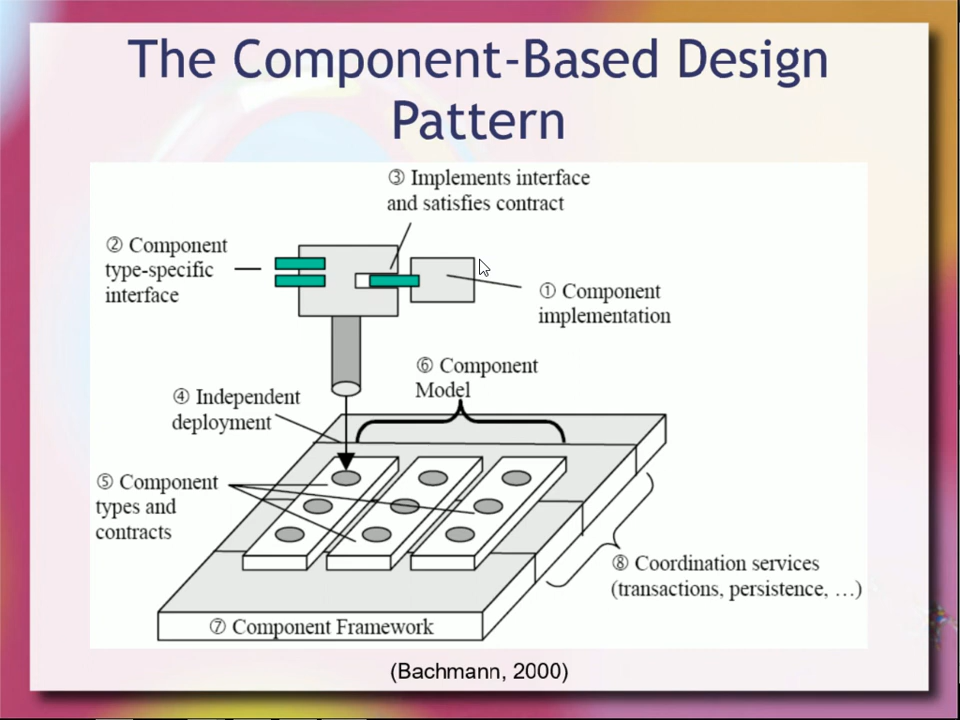 The Component-Based Design
Pattern
③ Implements interface
and satisfies contract
② Component
type-specific
interface
① Component
implementation
⑥ Component
Model
④ Independent
deployment
⑤ Component
types and
contracts
⑧ Coordination services
(transactions, persistence, …)
⑦ Component Framework
(Bachmann, 2000)